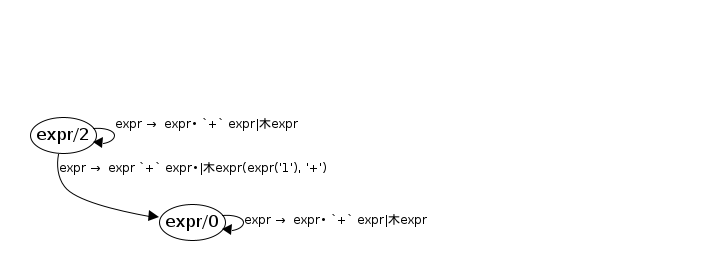 expr → expr• `+` expr|木expr
expr/2
expr → expr `+` expr•|木expr(expr('1'), '+')
expr/0
expr → expr• `+` expr|木expr